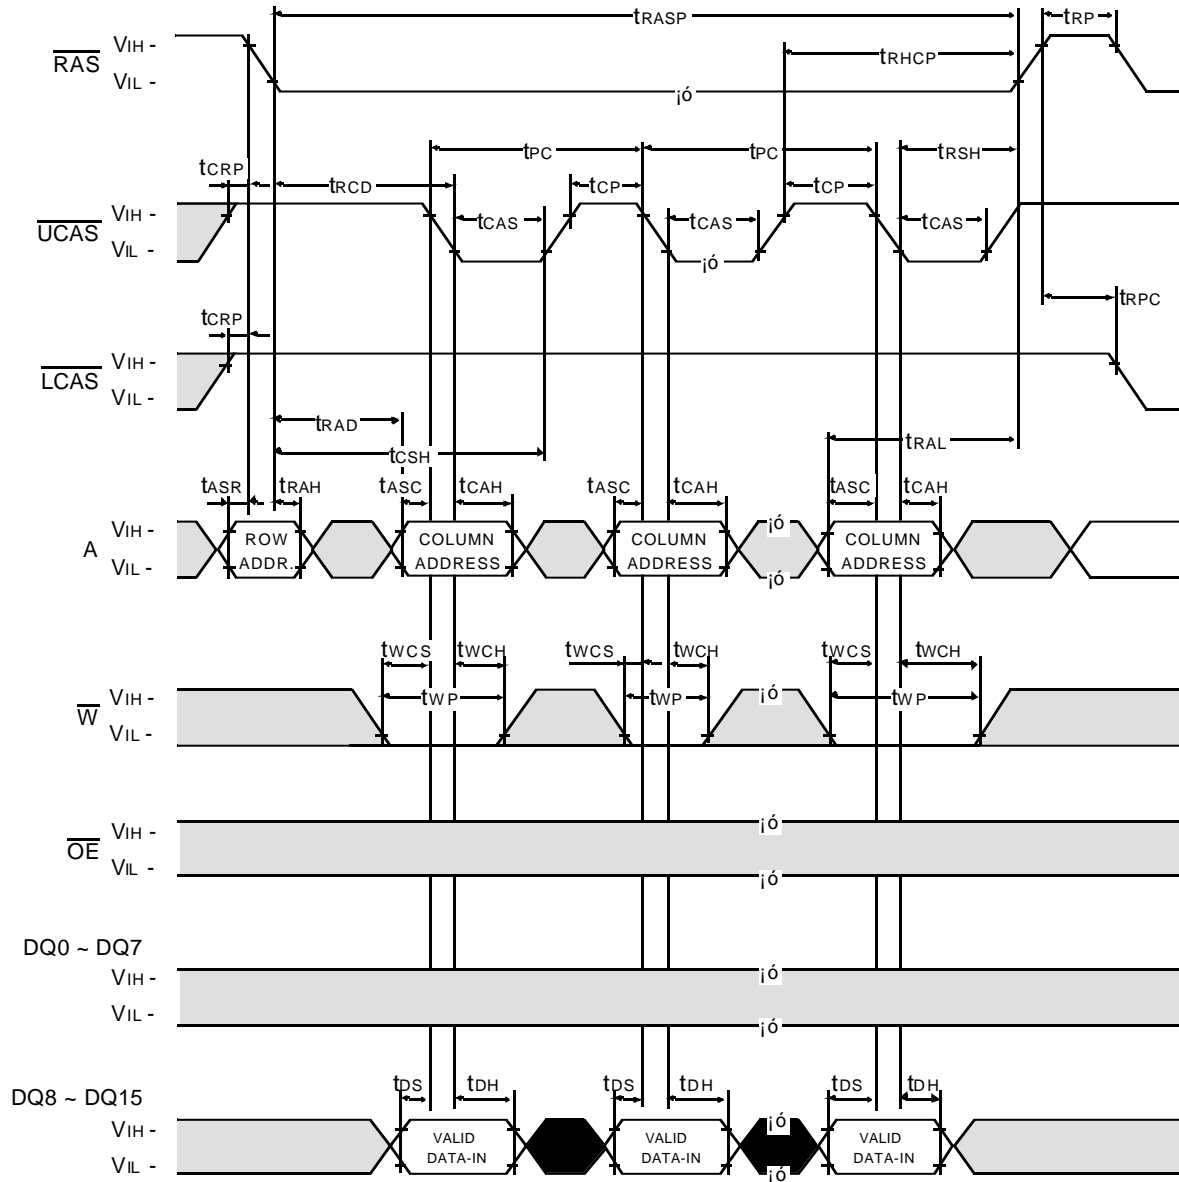 tRASP
tRP
RAS
VIH -
VIL -
tRHCP
¡ó
tPC
tPC
tRSH
tCRP
tRCD
tCP
tCP
UCAS
VIH -
VIL -
tCAS
tCAS
tCAS
¡ó
tRPC
tCRP
LCAS
VIH -
VIL -
tRAD
tCSH
tRAL
tASR
tRAH
tASC
tCAH
tASC
tCAH
tASC
tCAH
A
VIH -
VIL -
ROW
ADDR.
COLUMN
ADDRESS
COLUMN
ADDRESS
¡ó
¡ó
COLUMN
ADDRESS
tWCS
tWCH
tWCS
tWCH
tWCS
tWCH
W
VIH -
VIL -
tWP
tWP
¡ó
tWP
OE
VIH -
VIL -
¡ó
¡ó
DQ0 ~ DQ7
VIH -
VIL -
¡ó
¡ó
DQ8 ~ DQ15
tDS
tDH
tDS
tDH
tDS
tDH
VIH -
VIL -
VALID
DATA-IN
VALID
DATA-IN
¡ó
¡ó
VALID
DATA-IN